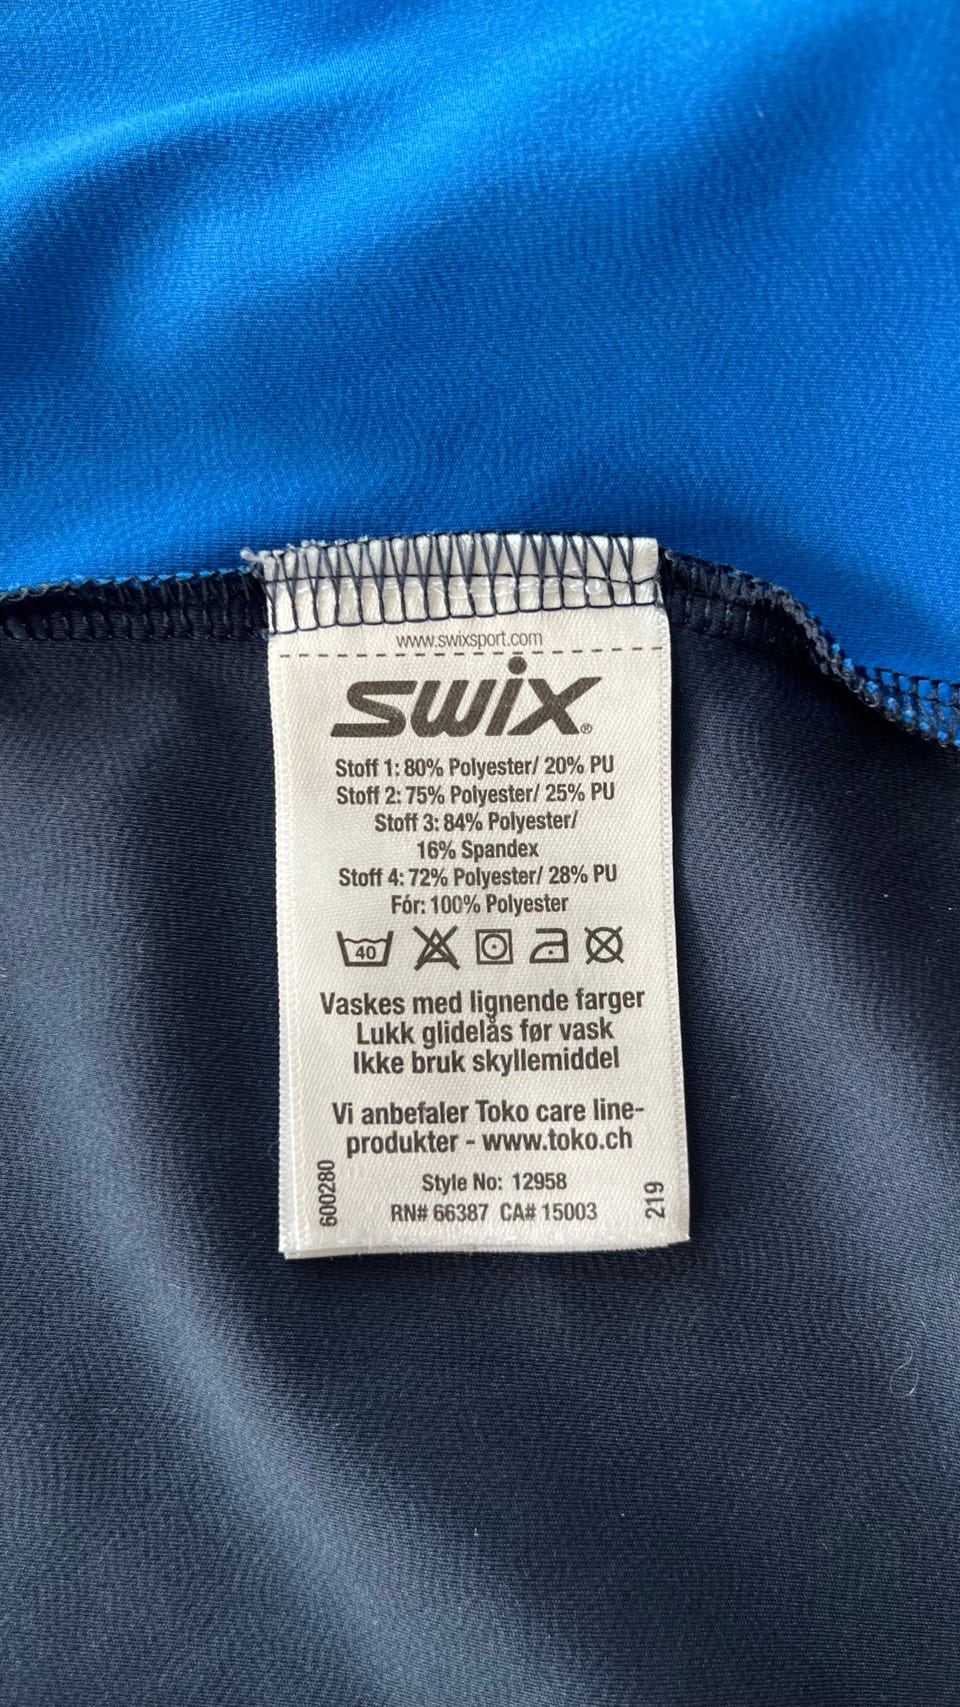 www.swixsport.com
swix®
Stoff 1: 80% Polyester/ 20% PU
Stoff 2: 75% Polyester/ 25% PU
Stoff 3: 84% Polyester/
16% Spandex
Stoff 4: 72% Polyester/ 28% PU
Fór: 100% Polyester
40
Vaskes med lignende farger
Lukk glidelås før vask
Ikke bruk skyllemiddel
Vi anbefaler Toko care line-
produkter - www.toko.ch
Style No: 12958
RN# 66387 CA# 15003
600280
219